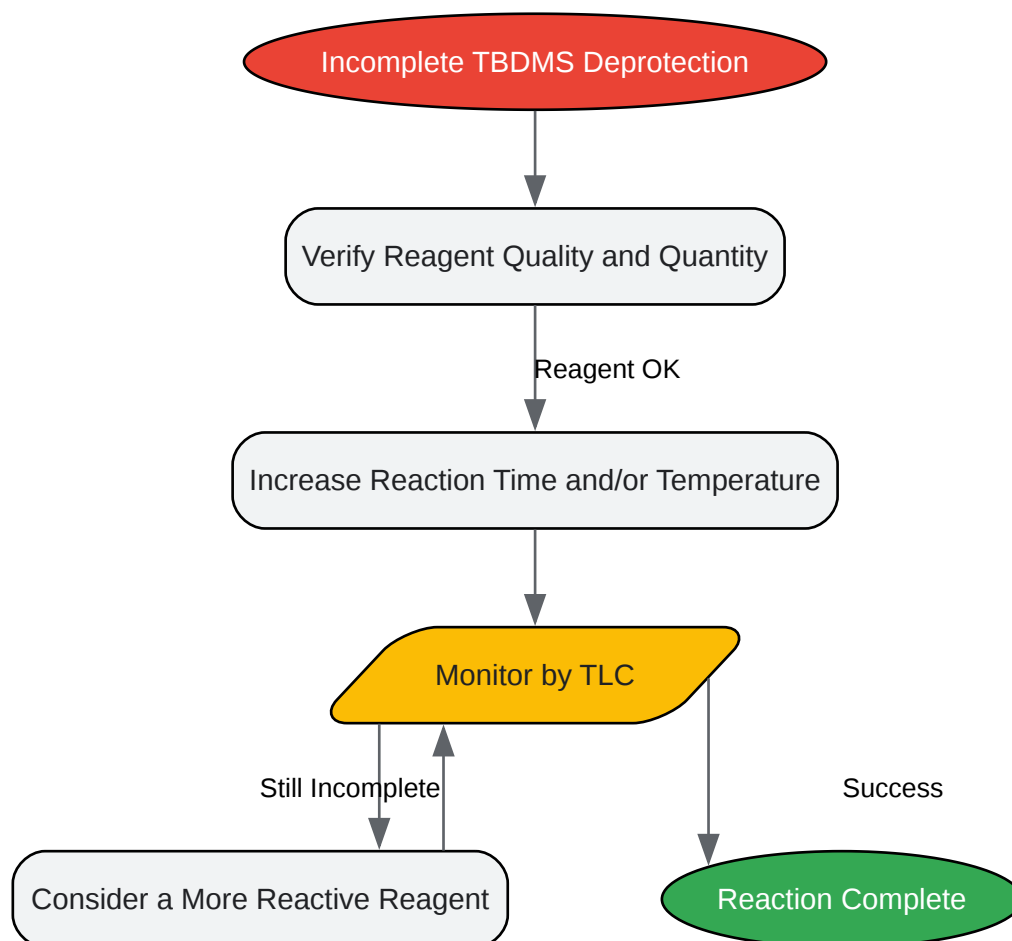 Incomplete TBDMS Deprotection
Verify Reagent Quality and Quantity
Reagent OK
Increase Reaction Time and/or Temperature
Monitor by TLC
Still Incomplete
Success
Consider a More Reactive Reagent
Reaction Complete